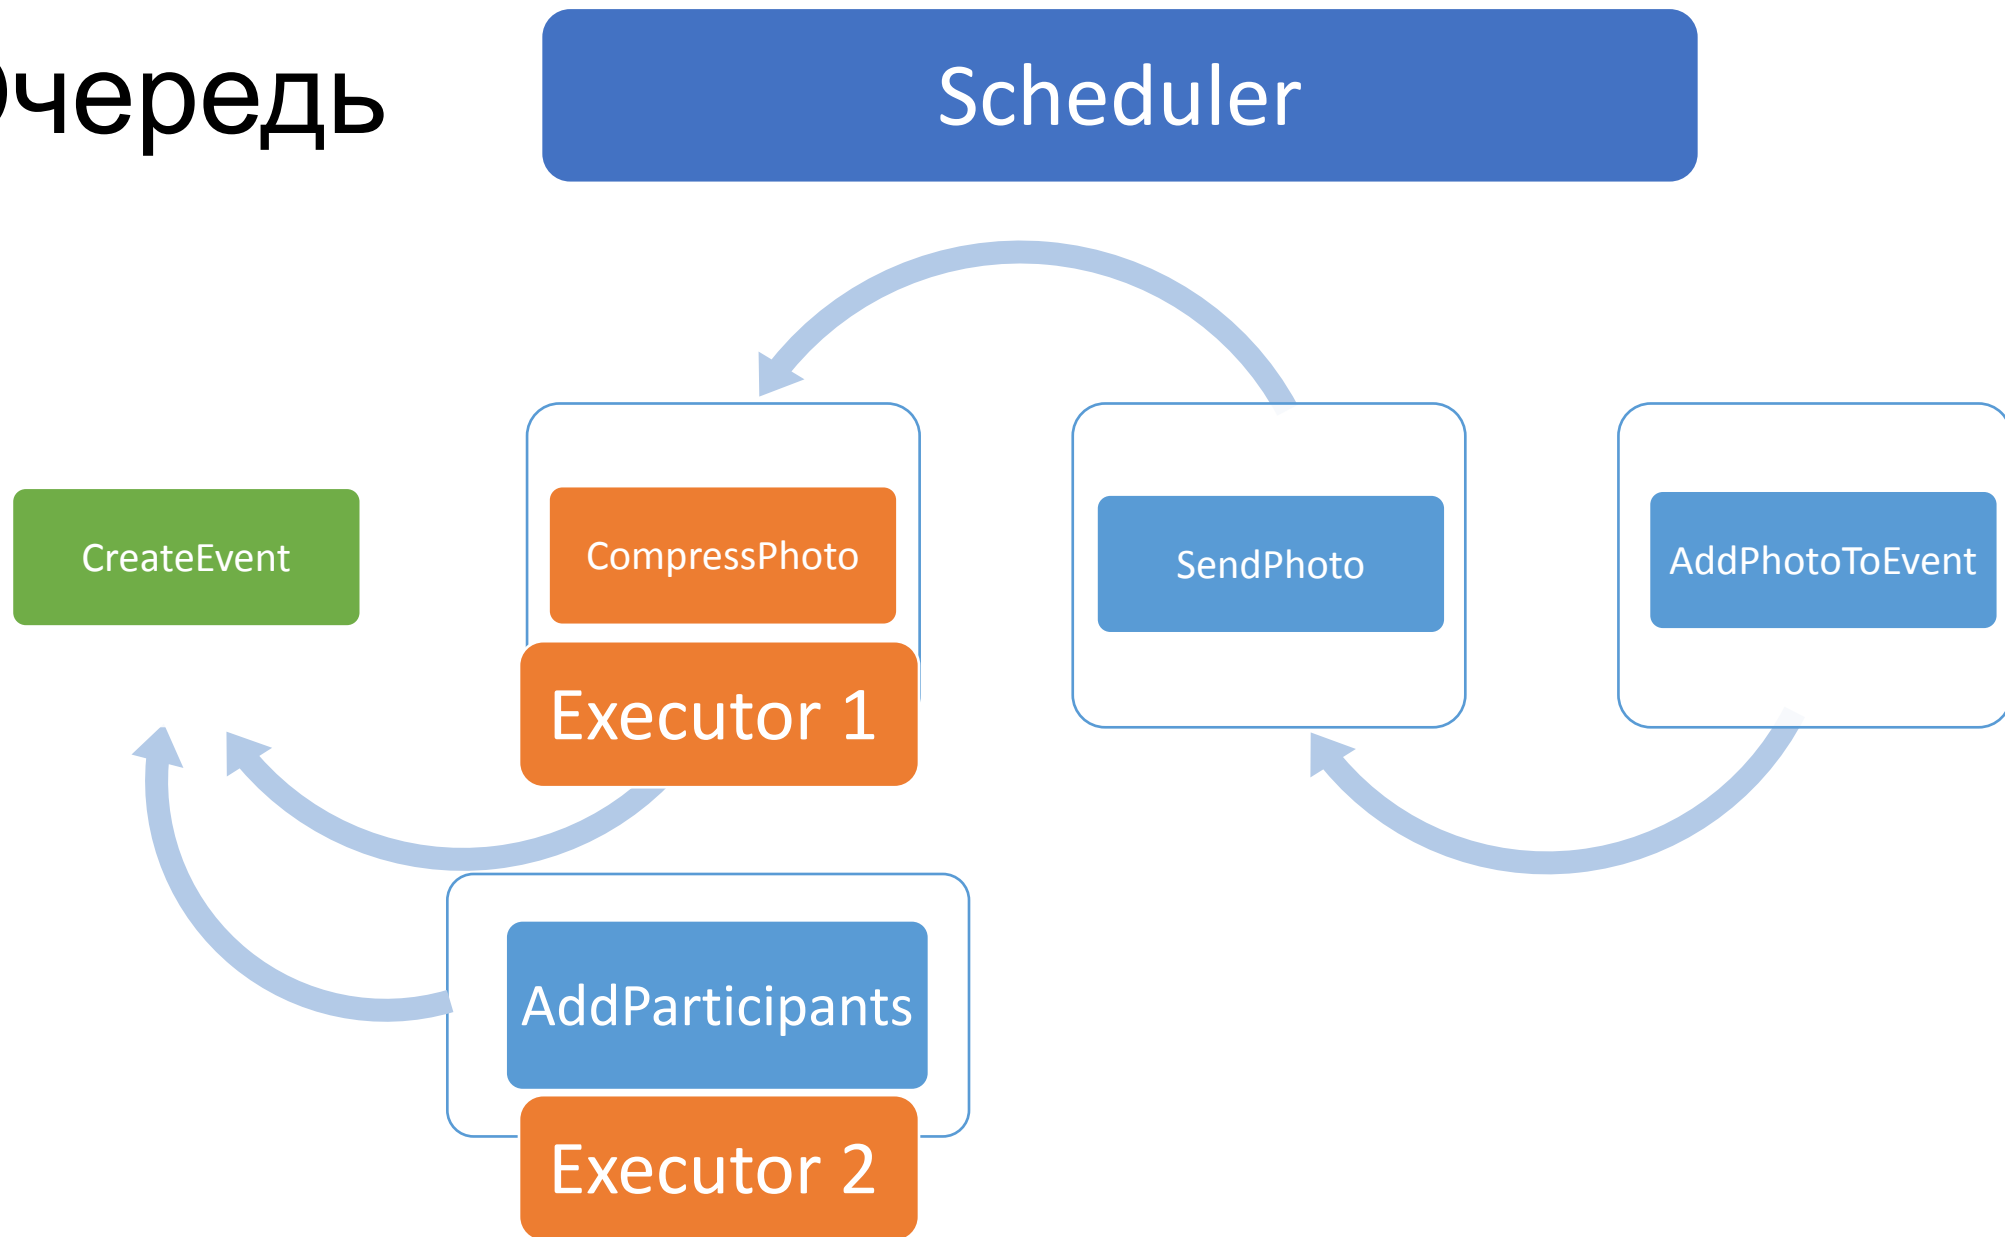 Очередь
Scheduler
CreateEvent
CompressPhoto
SendPhoto
AddPhotoToEvent
Executor 1
AddParticipants
Executor 2